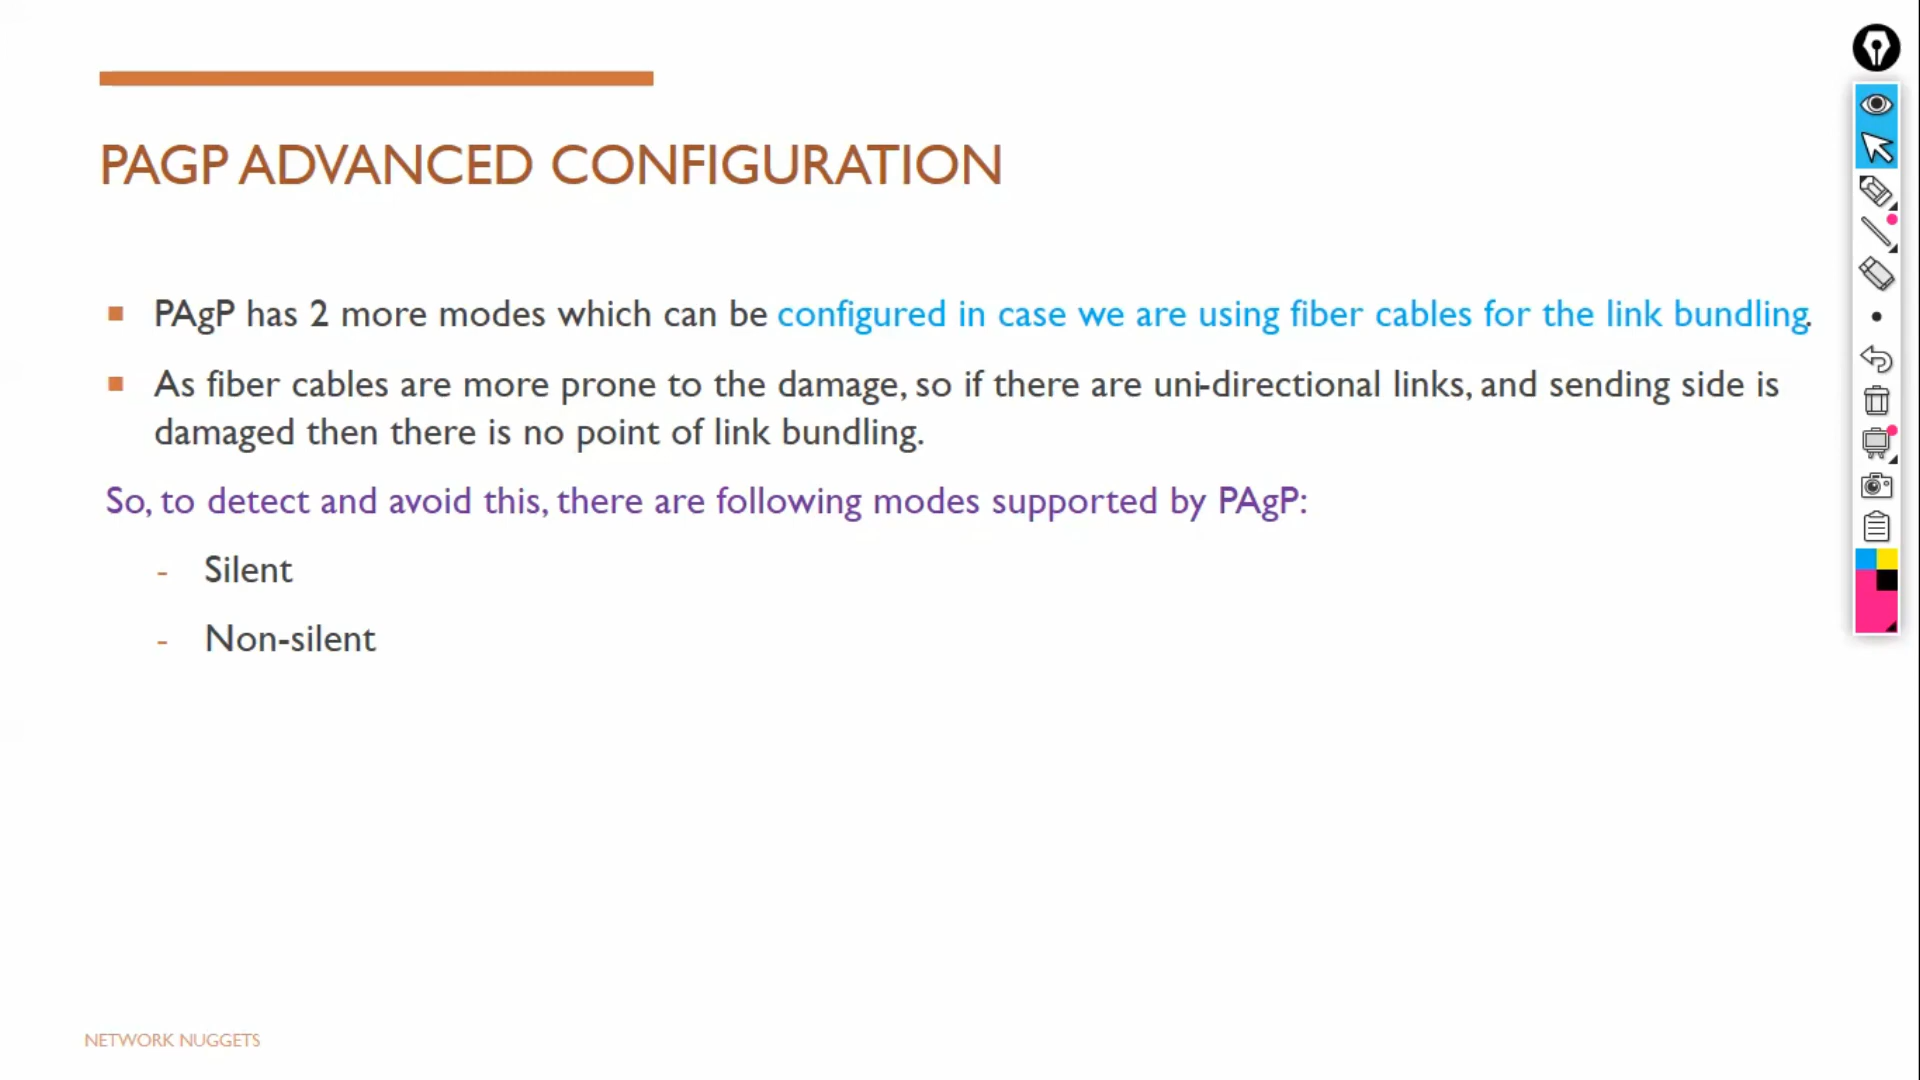 PAGP ADVANCED CONFIGURATION
PAgP has 2 more modes which can be configured in case we are using fiber cables for the link bundling.
As fiber cables are more prone to the damage, so if there are uni-directional links, and sending side is
damaged then there is no point of link bundling.
So, to detect and avoid this, there are following modes supported by PAgP:
- Silent
- Non-silent
NETWORK NUGGETS